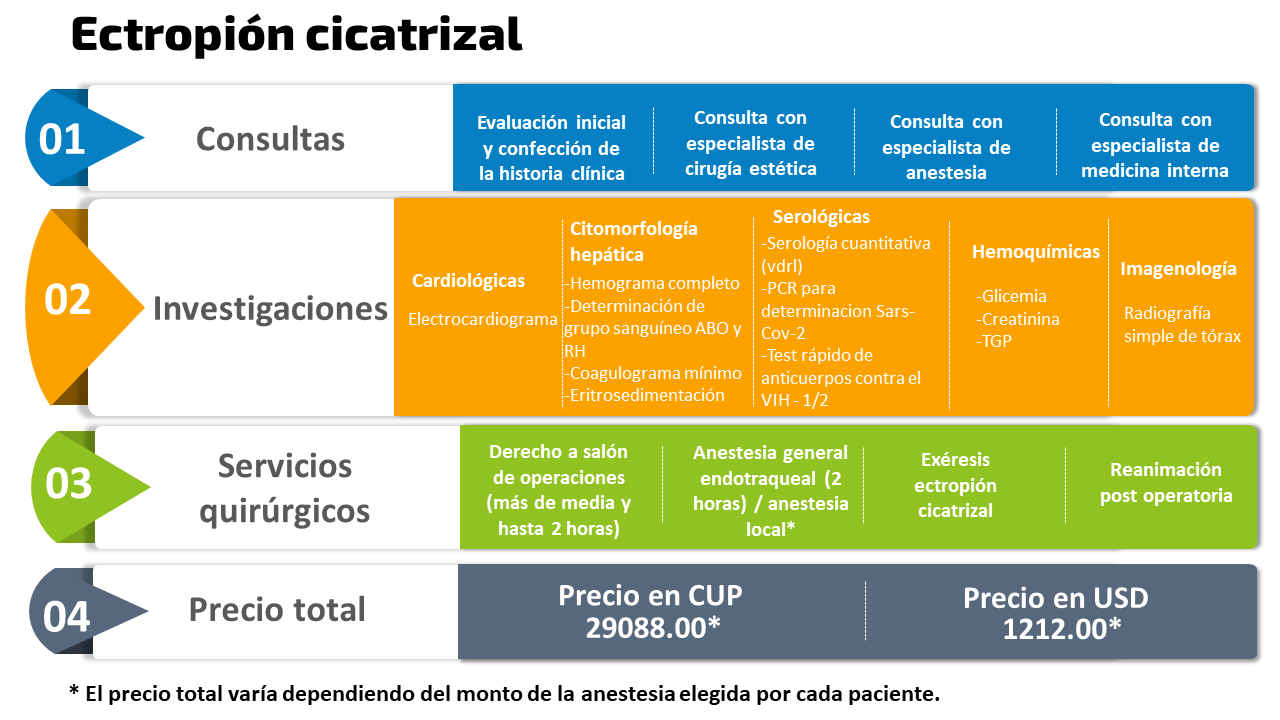 Ectropión cicatrizal
01
Consultas
Evaluación inicial
y confección de
la historia clínica
Consulta con
especialista de
cirugía estética
Consulta con
especialista de
anestesia
Consulta con
especialista de
medicina interna
02
Investigaciones
Cardiológicas
Electrocardiograma
Citomorfología
hepática
-Hemograma completo
-Determinación de
grupo sanguíneo ABO y
RH
-Coagulograma mínimo
-Eritrosedimentación
Serológicas
-Serología cuantitativa
(vdrl)
-PCR para
determinacion Sars-
Cov-2
-Test rápido de
anticuerpos contra el
VIH - 1/2
Hemoquímicas
-Glicemia
-Creatinina
-TGP
Imagenología
Radiografía
simple de tórax
03
Servicios
quirúrgicos
Derecho a salón
de operaciones
(más de media y
hasta 2 horas)
Anestesia general
endotraqueal (2
horas) / anestesia
local*
Exéresis
ectropión
cicatrizal
Reanimación
post operatoria
04
Precio total
Precio en CUP
29088.00*
Precio en USD
1212.00*
* El precio total varía dependiendo del monto de la anestesia elegida por cada paciente.